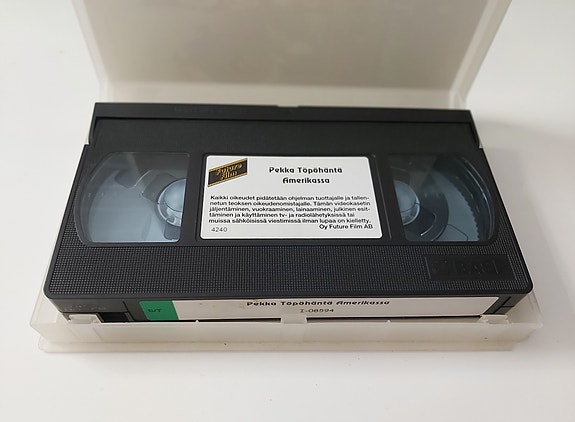 Future
Film
Pekka Töpöhäntä
Amerikassa
Kaikki oikeudet pidätetään ohjelman tuottajalle ja tallen-
netun teoksen oikeudenomistajalle. Tämän videokasetin
jäljentäminen, vuokraaminen, lainaaminen, julkinen esit-
täminen ja käyttäminen tv- ja radiolähetyksissä tai
muissa sähköisissä viestimissä ilman lupaa on kielletty.
4240 Oy Future Film AB
Pekka Töpöhäntä Amerikassa
S/T
I-08594